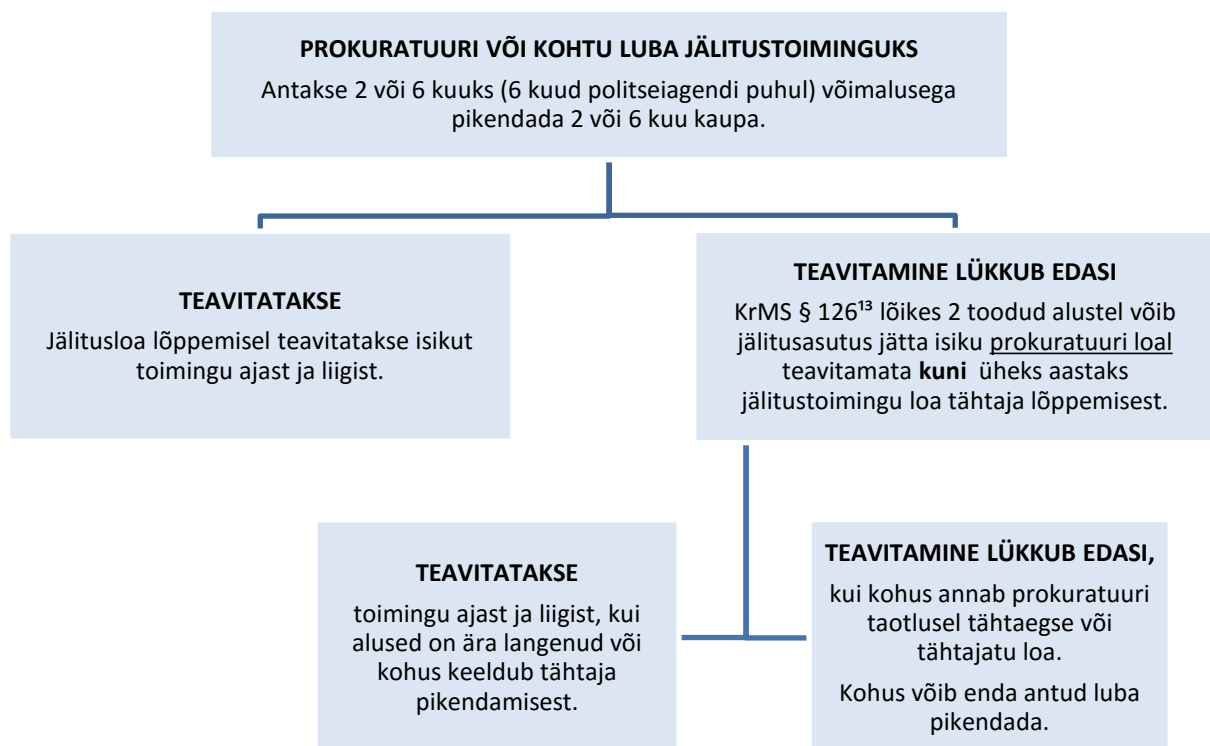 PROKURATUURI VÕI KOHTU LUBA JÄLITUSTOIMINGUKS
Antakse 2 või 6 kuuks (6 kuud politseiagendi puhul) võimalusega
pikendada 2 või 6 kuu kaupa.
TEAVITATAKSE
Jälitusloa lõppemisel teavitatakse isikut
toimingu ajast ja liigist.
TEAVITAMINE LÜKKUB EDASI
KrMS § 126¹³ lõikes 2 toodud alustel võib
jälitusasutus jätta isiku prokuratuuri loal
teavitamata kuni üheks aastaks
jälitustoimingu loa tähtaja lõppemisest.
TEAVITATAKSE
toimingu ajast ja liigist, kui
alused on ära langenud või
kohus keeldub tähtaja
pikendamisest.
TEAVITAMINE LÜKKUB EDASI,
kui kohus annab prokuratuuri
taotlusel tähtaegse või
tähtajatu loa.
Kohus võib enda antud luba
pikendada.